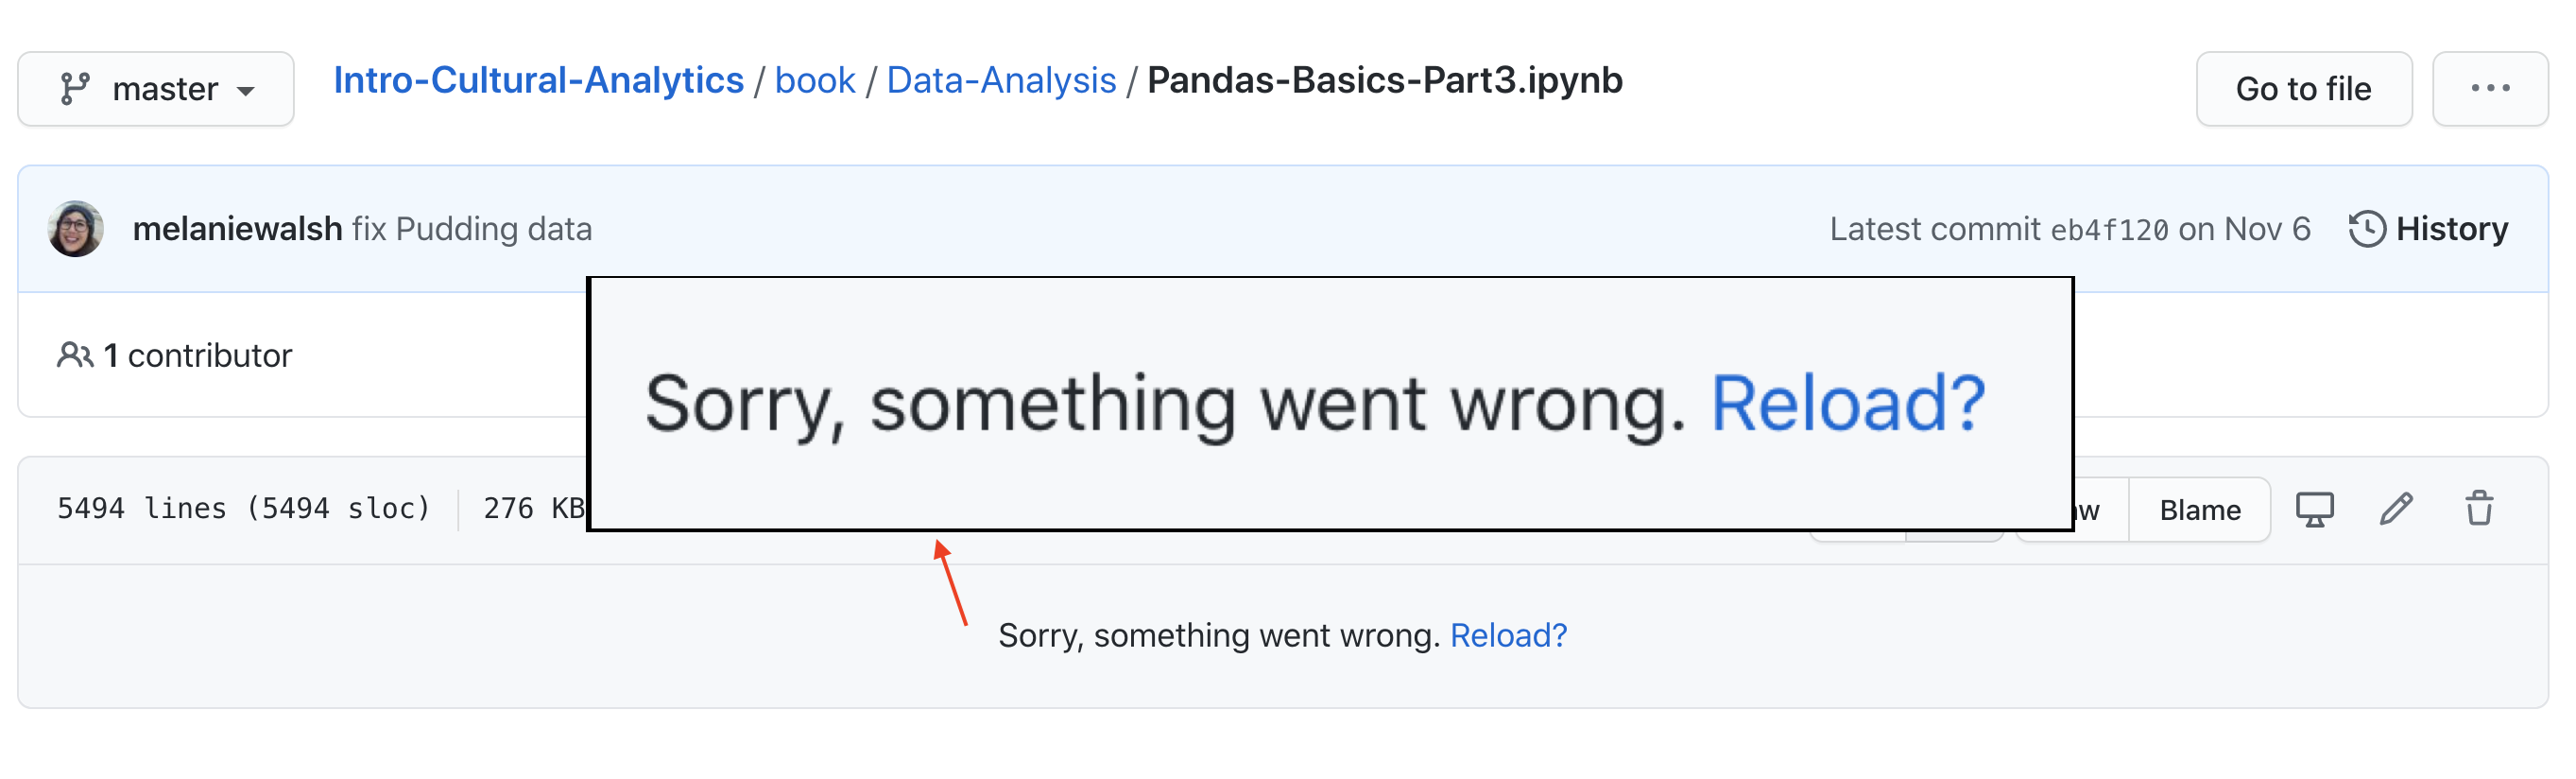 master
Intro-Cultural-Analytics / book / Data-Analysis / Pandas-Basics-Part3.ipynb
Go to file
...
melaniewalsh fix Pudding data
Latest commit eb4f120 on Nov 6
History
1 contributor
Sorry, something went wrong. Reload?
5494 lines (5494 sloc)
276 KB
Blame
Sorry, something went wrong. Reload?